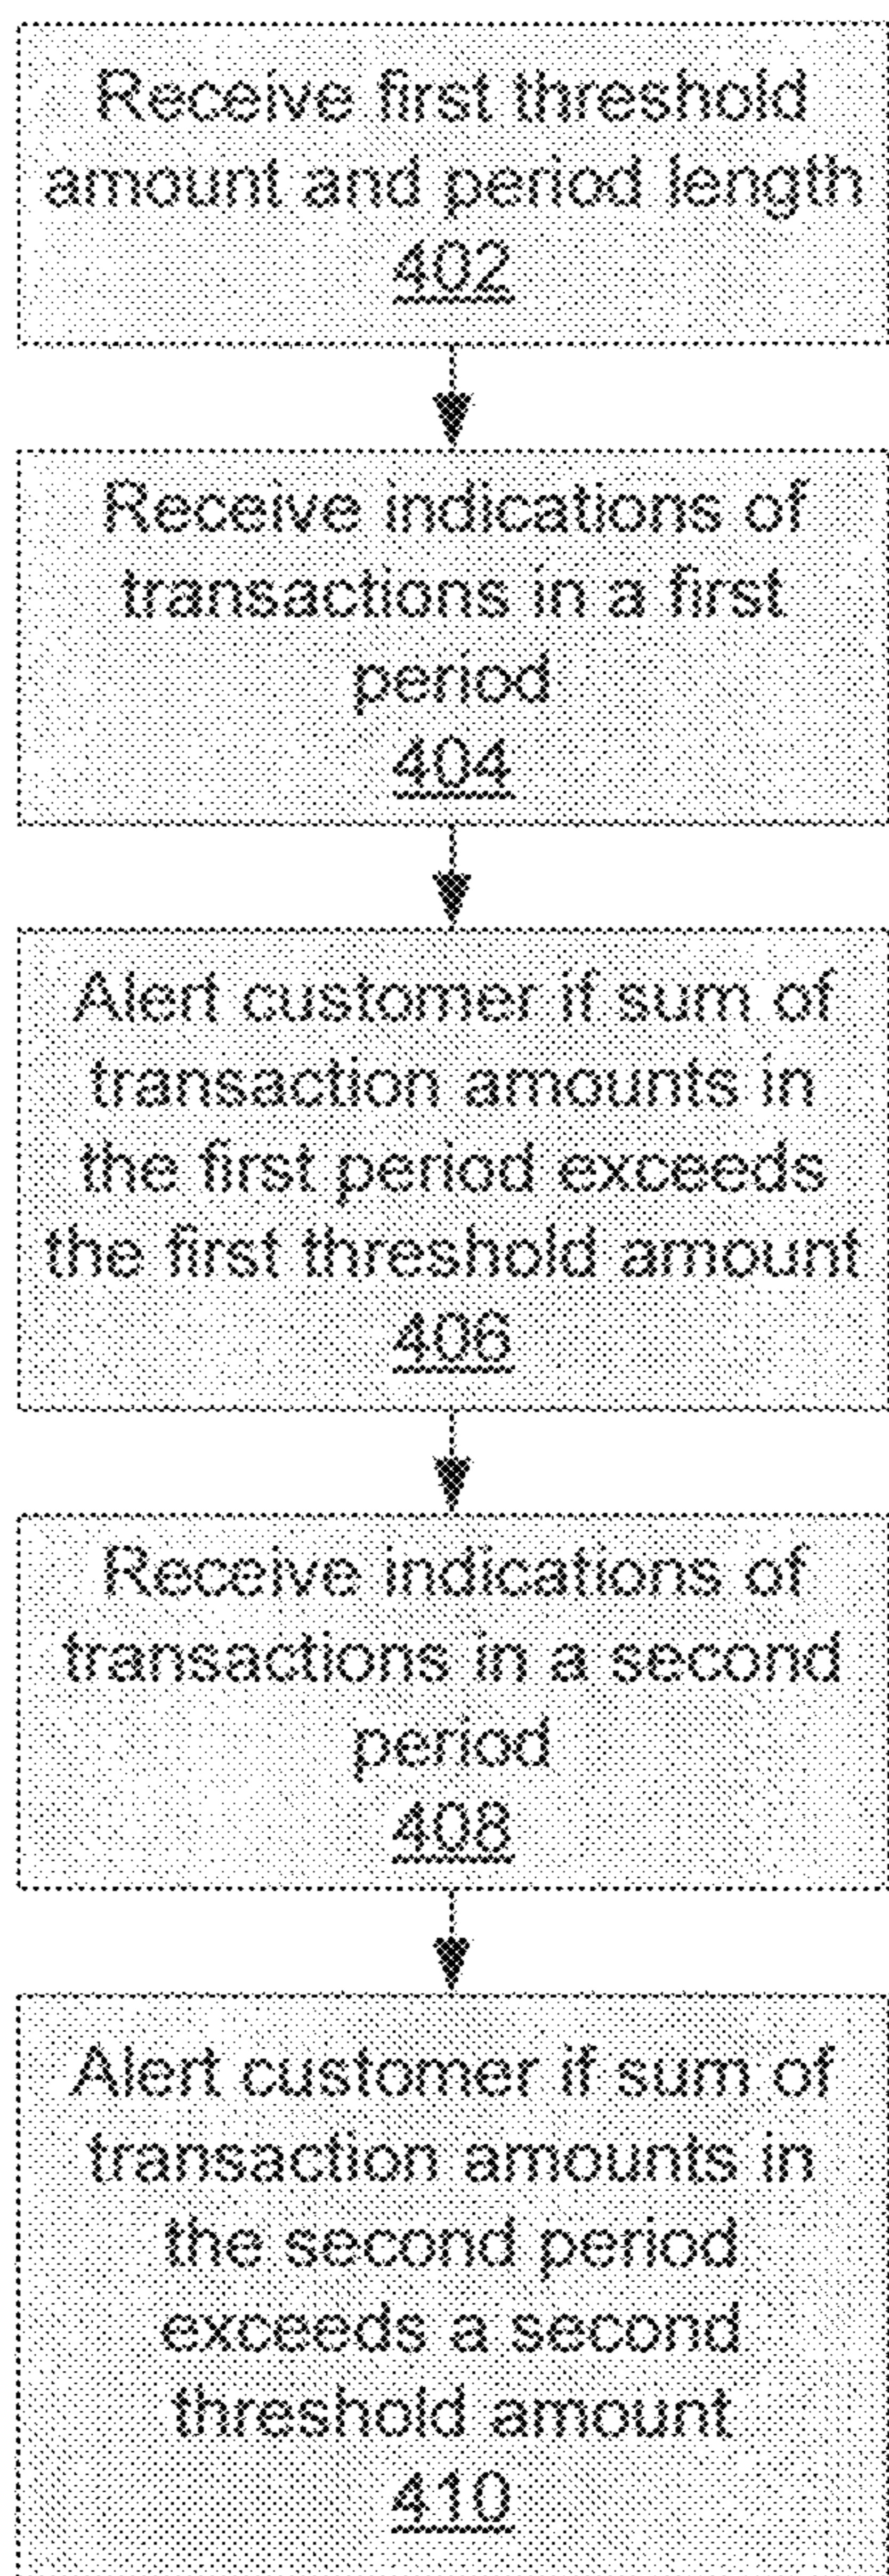 Receive first threshold
amount and period length
402
Receive indications of
transactions in a first
period
404
Alert customer if sum of
transaction amounts in
the first period exceeds
the first threshold amount
406
Receive indications of
transactions in a second
period
408
Alert customer if sum of
transaction amounts in
the second period
exceeds a second
threshold amount
410